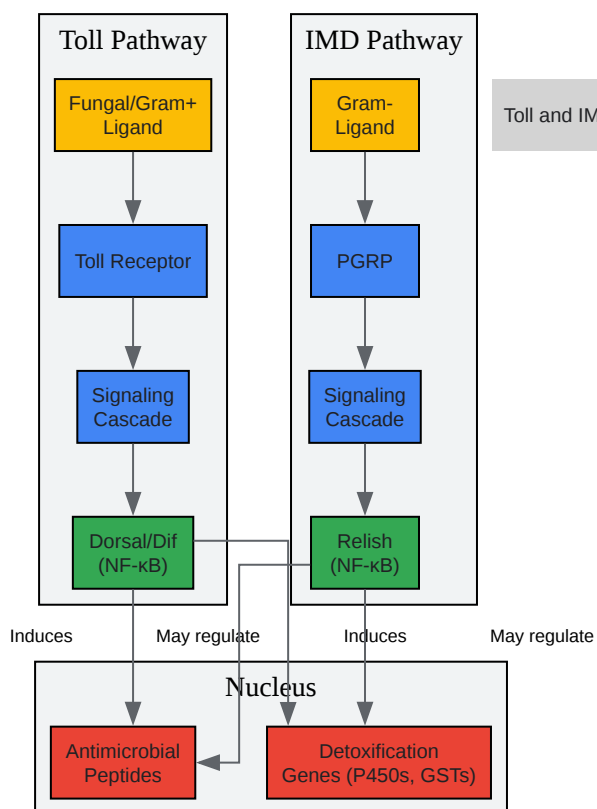 Toll Pathway
IMD Pathway
Fungal/Gram+
Ligand
Gram-
Ligand
Toll and IM
Toll Receptor
PGRP
Signaling
Cascade
Signaling
Cascade
Dorsal/Dif
(NF-κB)
Relish
(NF-κB)
Induces
May regulate
Induces
May regulate
Nucleus
Antimicrobial
Peptides
Detoxification
Genes (P450s, GSTs)